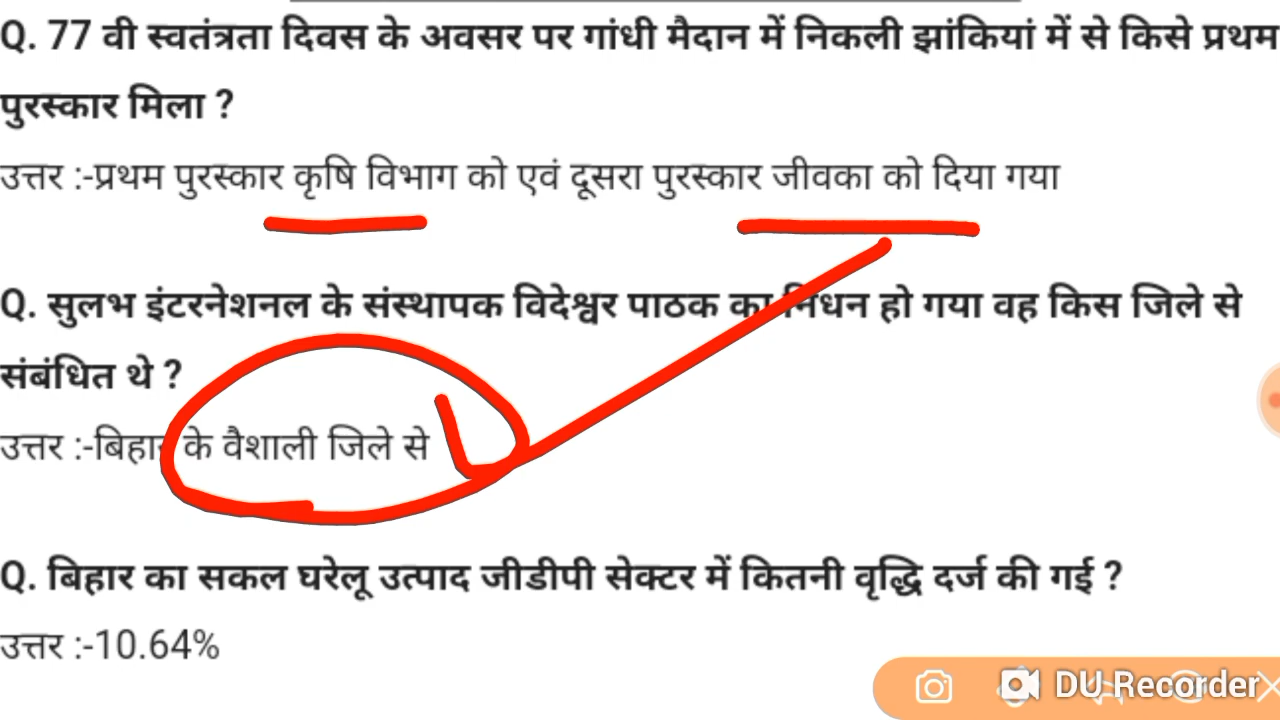 Q. 77 वी स्वतंत्रता दिवस के अवसर पर गांधी मैदान में निकली झांकियां में से किसे प्रथम
पुरस्कार मिला ?
उत्तर :-प्रथम पुरस्कार कृषि विभाग को एवं दूसरा पुरस्कार जीवका को दिया गया
Q. सुलभ इंटरनेशनल के संस्थापक विदेश्वर पाठक का निधन हो गया वह किस जिले से
संबंधित थे ?
उत्तर :-बिहार के वैशाली जिले से
Q. बिहार का सकल घरेलू उत्पाद जीडीपी सेक्टर में कितनी वृद्धि दर्ज की गई ?
उत्तर :-10.64%
DU Recorder